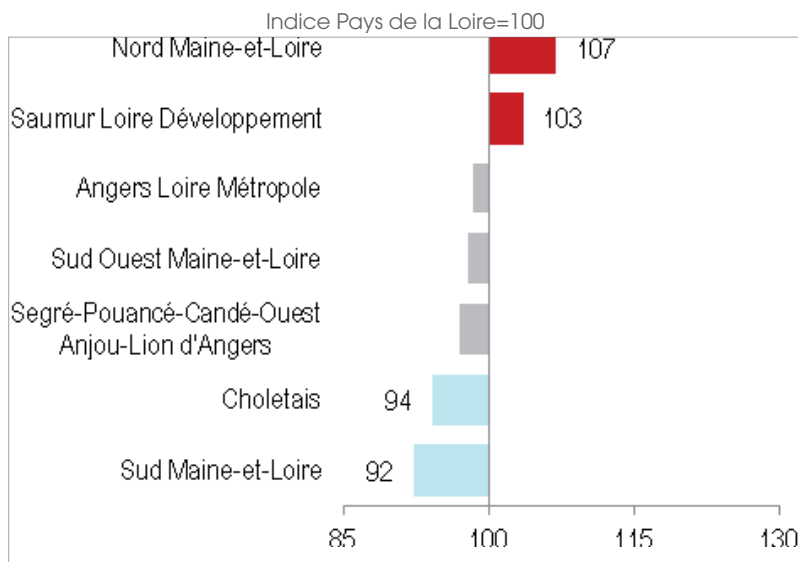 Indice Pays de la Loire=100
Nord Maine-et-Loire 107
Saumur Loire Développement 103
Angers Loire Métropole
Sud Ouest Maine-et-Loire
Segré-Pouancé-Candé-Ouest
Anjou-Lion d'Angers
Choletais 94
Sud Maine-et-Loire 92
85 100 115 130